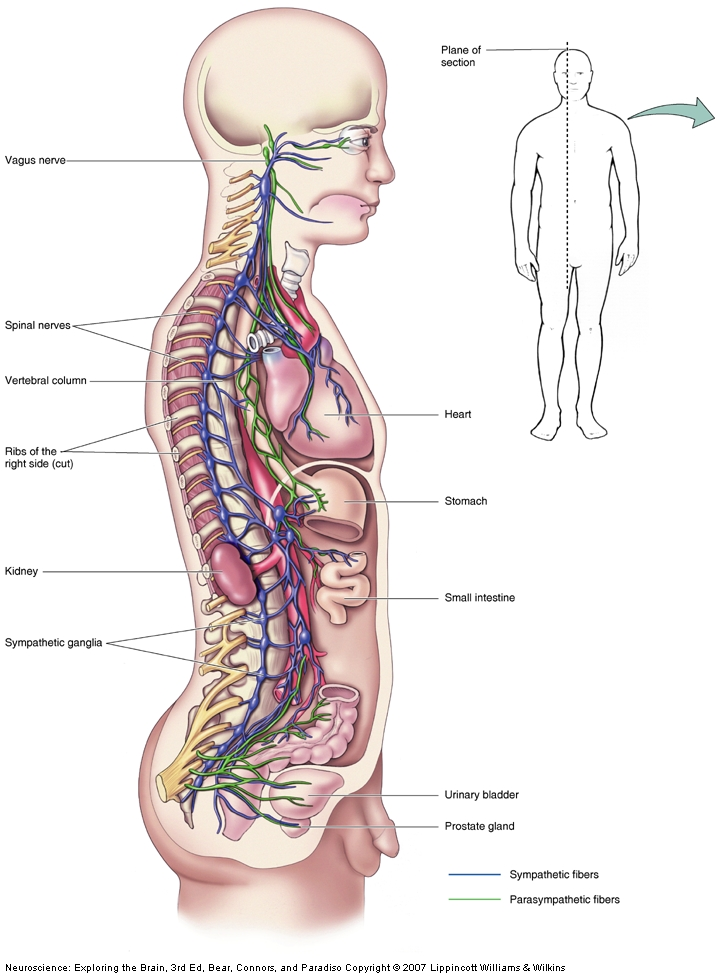 Plane of
section
Vagus nerve
Spinal nerves
Vertebral column
Heart
Ribs of the
right side (cut)
Stomach
Kidney
Small intestine
Sympathetic ganglia
Urinary bladder
Prostate gland
Sympathetic fibers
Parasympathetic fibers
Neuroscience: Exploring the Brain, 3rd Ed, Bear, Connors, and Paradiso Copyright © 2007 Lippincott Williams & Wilkins